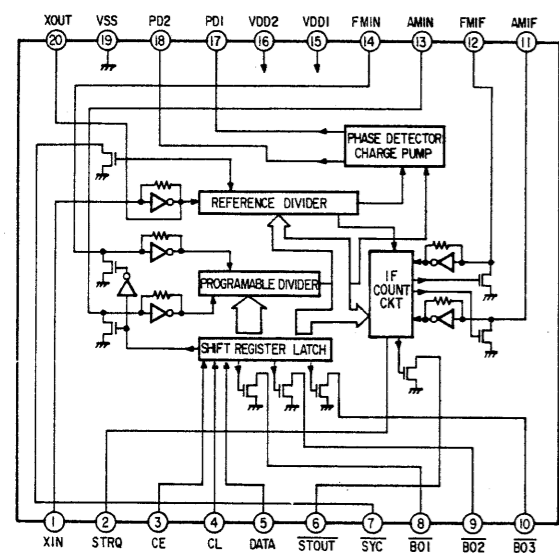 XOUT VSS PD2 PD1 VDD2 VDD1 FMIN AMIN FMIF AMIF
20 19 18 17 16 15 14 13 12 11
PHASE DETECTOR
CHARGE PUMP
REFERENCE DIVIDER
PROGRAMABLE DIVIDER
IF
COUNT
CKT
SHIFT REGISTER LATCH
1 2 3 4 5 6 7 8 9 10
XIN STRQ CE CL DATA STOUT SYC BO1 BO2 BO3